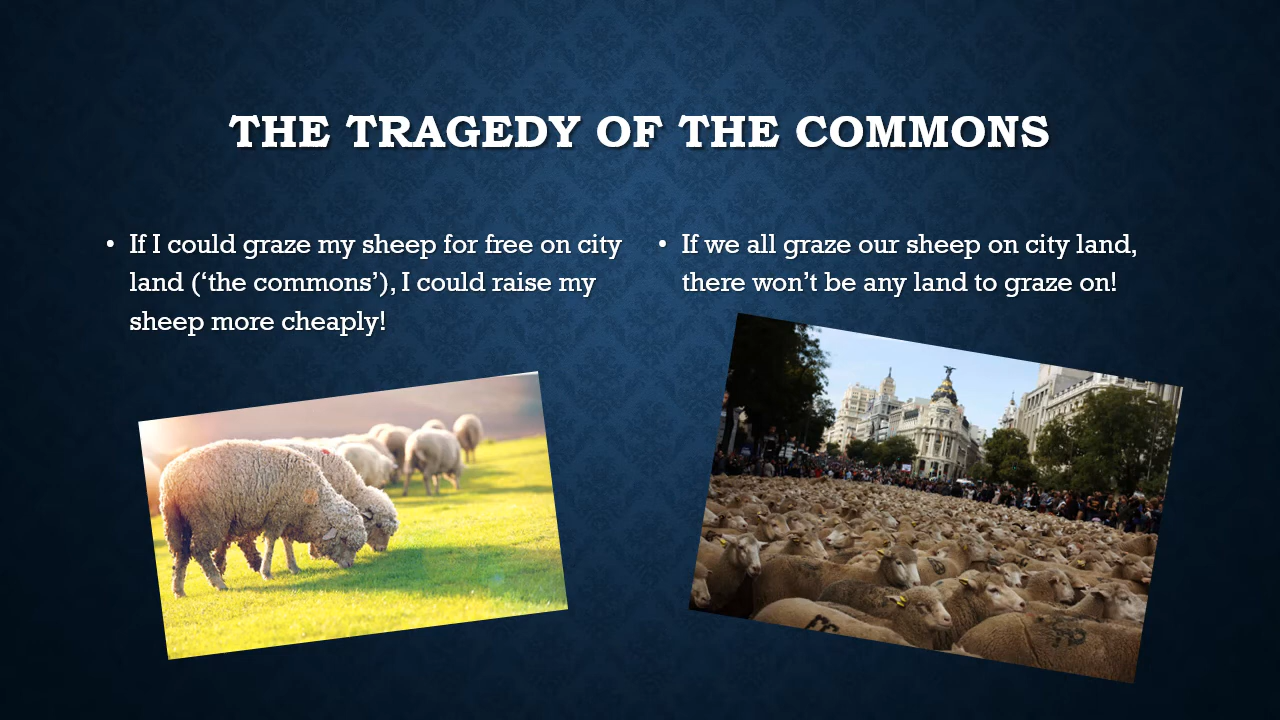 THE TRAGEDY OF THE COMMONS
• If I could graze my sheep for free on city
land (‘the commons’), I could raise my
sheep more cheaply!
• If we all graze our sheep on city land,
there won’t be any land to graze on!